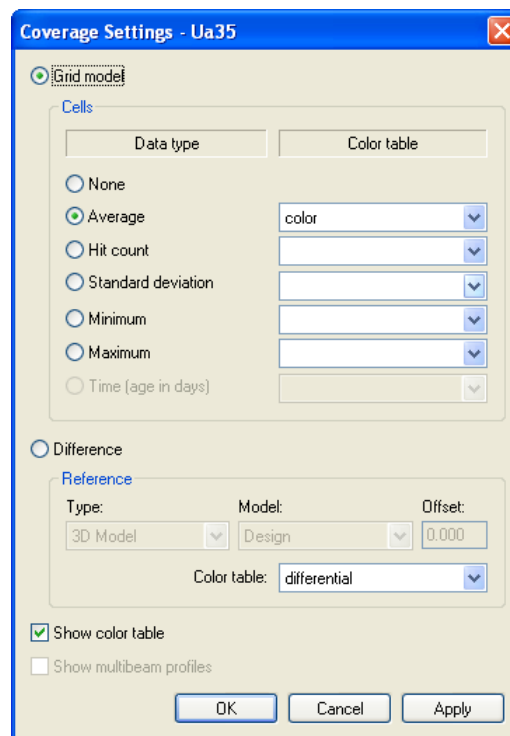 Coverage Settings - Ua35
Grid model
Cells
Data type Color table
None
Average color
Hit count
Standard deviation
Minimum
Maximum
Time (age in days)
Difference
Reference
Type: Model: Offset:
3D Model Design 0.000
Color table: differential
Show color table
Show multibeam profiles
OK Cancel Apply